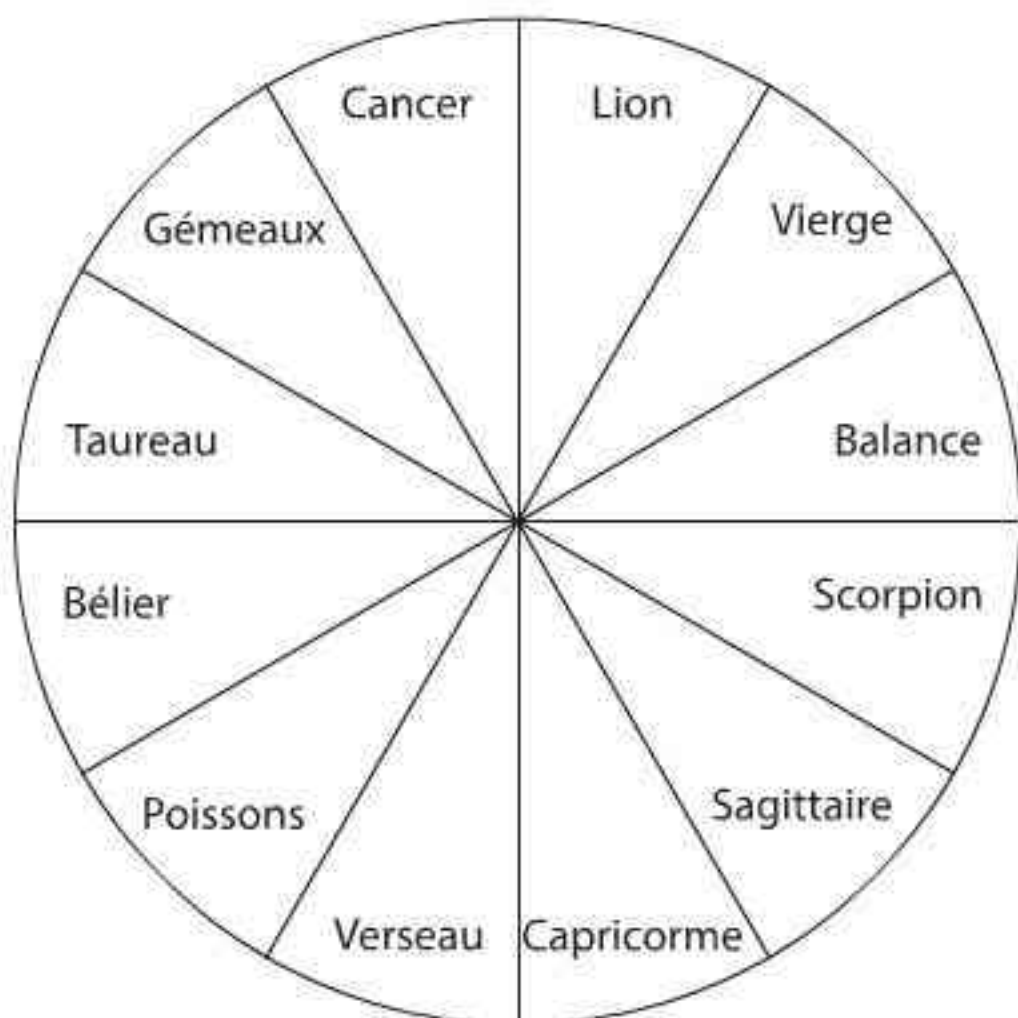 Cancer
Lion
Gémeaux
Vierge
Taureau
Balance
Bélier
Scorpion
Poissons
Sagittaire
Verseau
Capricorme